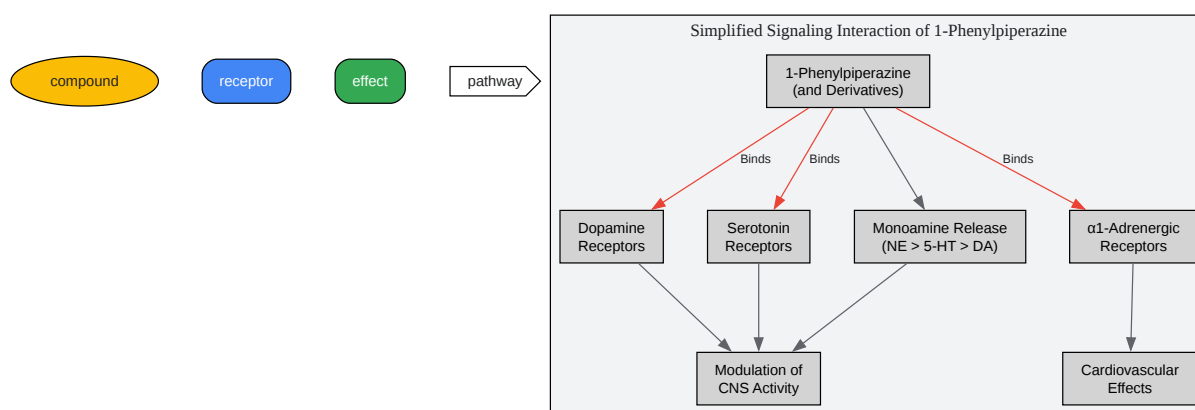 compound
receptor
effect
pathway
Simplified Signaling Interaction of 1-Phenylpiperazine
1-Phenylpiperazine
(and Derivatives)
Binds
Binds
Binds
Dopamine
Receptors
Serotonin
Receptors
Monoamine Release
(NE > 5-HT > DA)
α1-Adrenergic
Receptors
Modulation of
CNS Activity
Cardiovascular
Effects